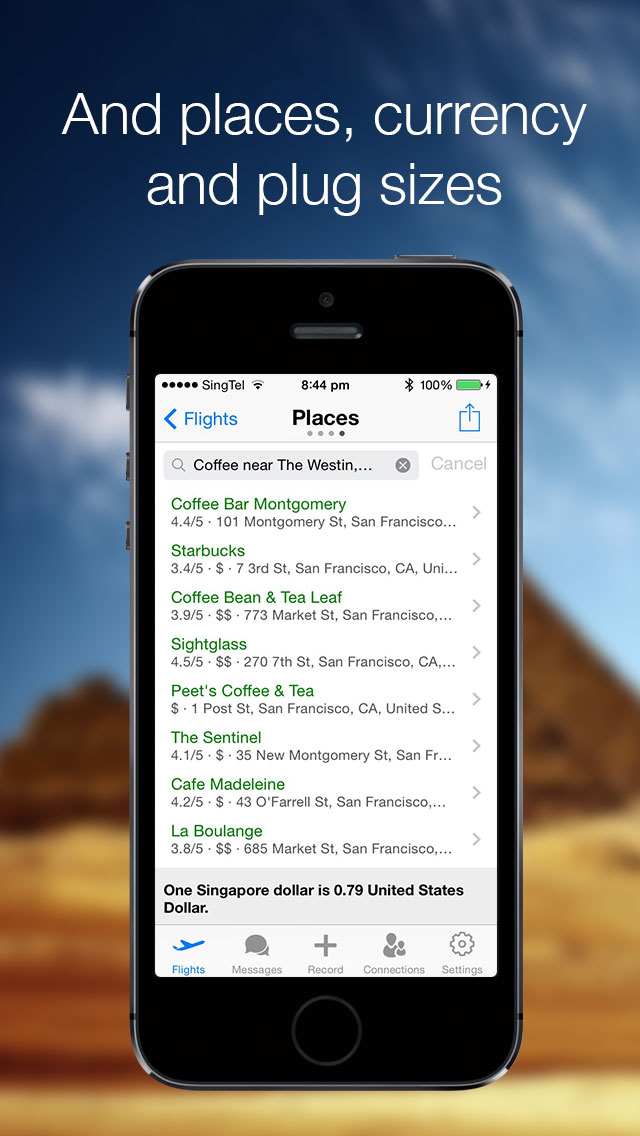 And places, currency
and plug sizes
SingTel 8:44 pm 100%
Flights Places
Coffee near The Westin,... Cancel
Coffee Bar Montgomery
4.4/5 · 101 Montgomery St, San Francisco...
Starbucks
3.4/5 · $ · 7 3rd St, San Francisco, CA, Uni...
Coffee Bean & Tea Leaf
3.9/5 · $$ · 773 Market St, San Francisco,...
Sightglass
4.5/5 · $$ · 270 7th St, San Francisco, CA,...
Peet's Coffee & Tea
$ · 1 Post St, San Francisco, CA, United S...
The Sentinel
4.1/5 · $ · 35 New Montgomery St, San Fr...
Cafe Madeleine
4.2/5 · $ · 43 O'Farrell St, San Francisco,...
La Boulange
3.8/5 · $$ · 685 Market St, San Francisco,...
One Singapore dollar is 0.79 United States
Dollar.
Flights Messages Record Connections Settings